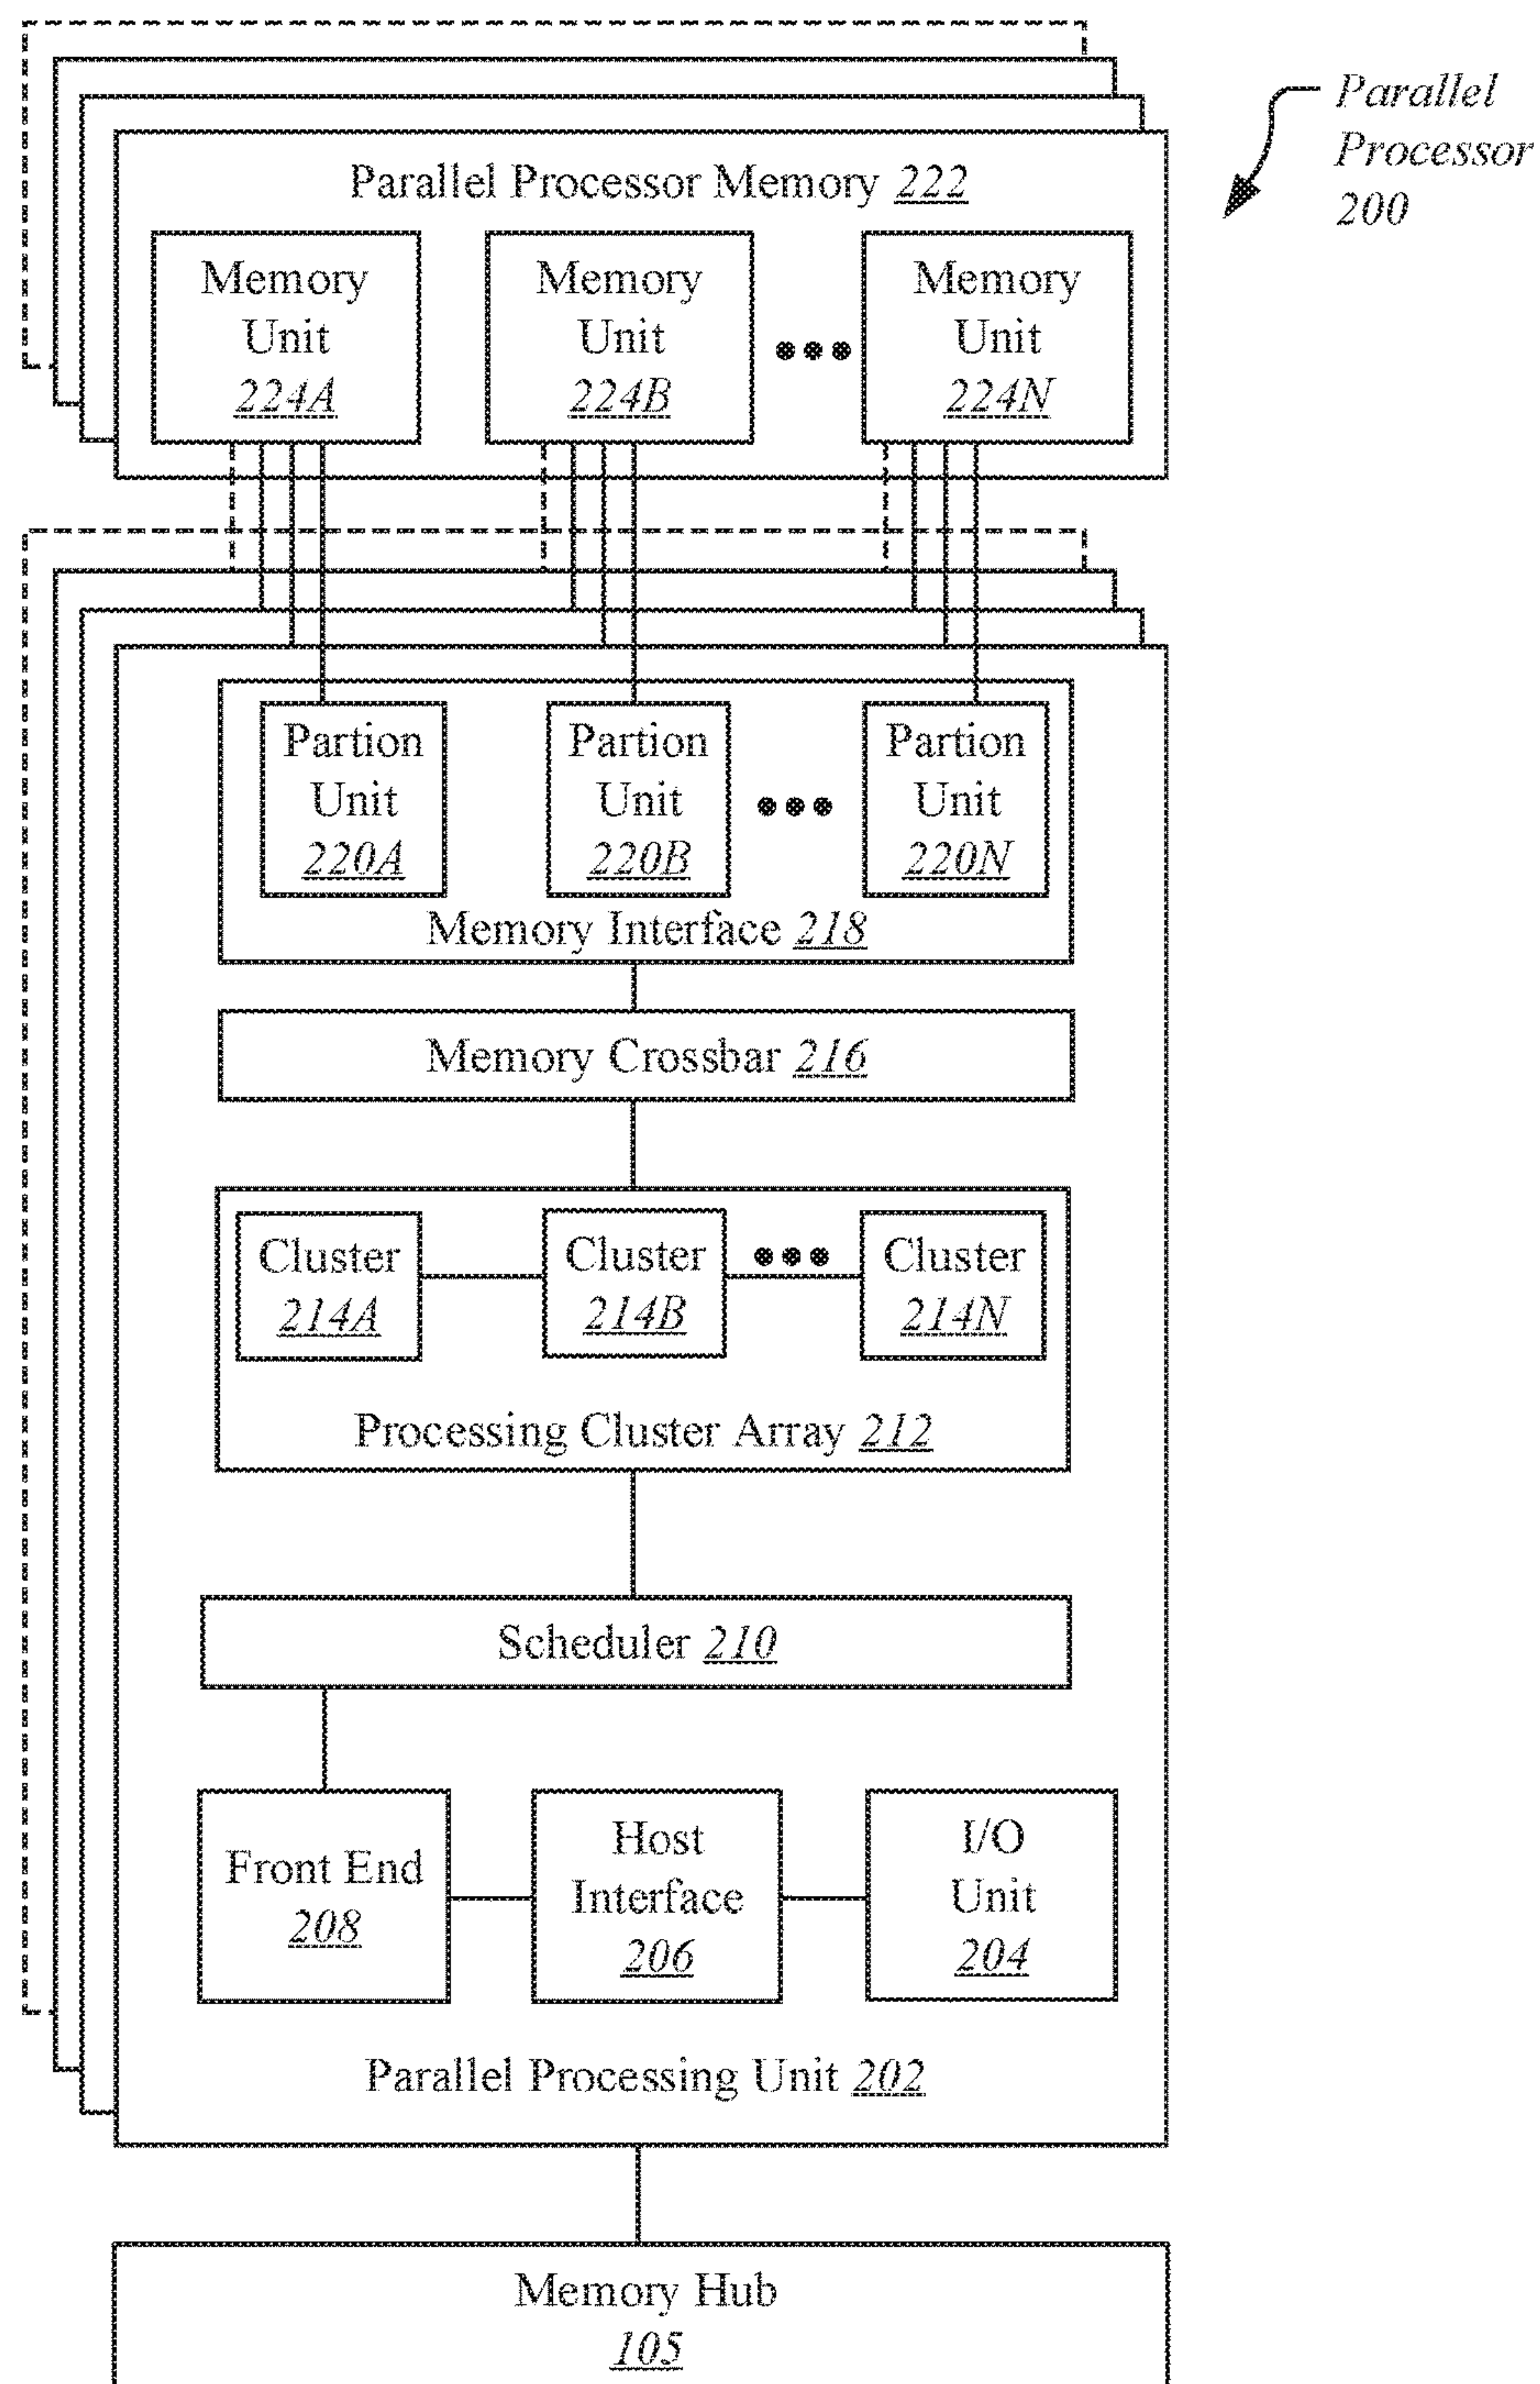 Parallel
Processor
200
Parallel Processor Memory 222
Memory
Unit
224A
Memory
Unit
224B
Memory
Unit
224N
Partion
Unit
220A
Partion
Unit
220B
Partion
Unit
220N
Memory Interface 218
Memory Crossbar 216
Cluster
214A
Cluster
214B
Cluster
214N
Processing Cluster Array 212
Scheduler 210
Front End
208
Host
Interface
206
I/O
Unit
204
Parallel Processing Unit 202
Memory Hub
105